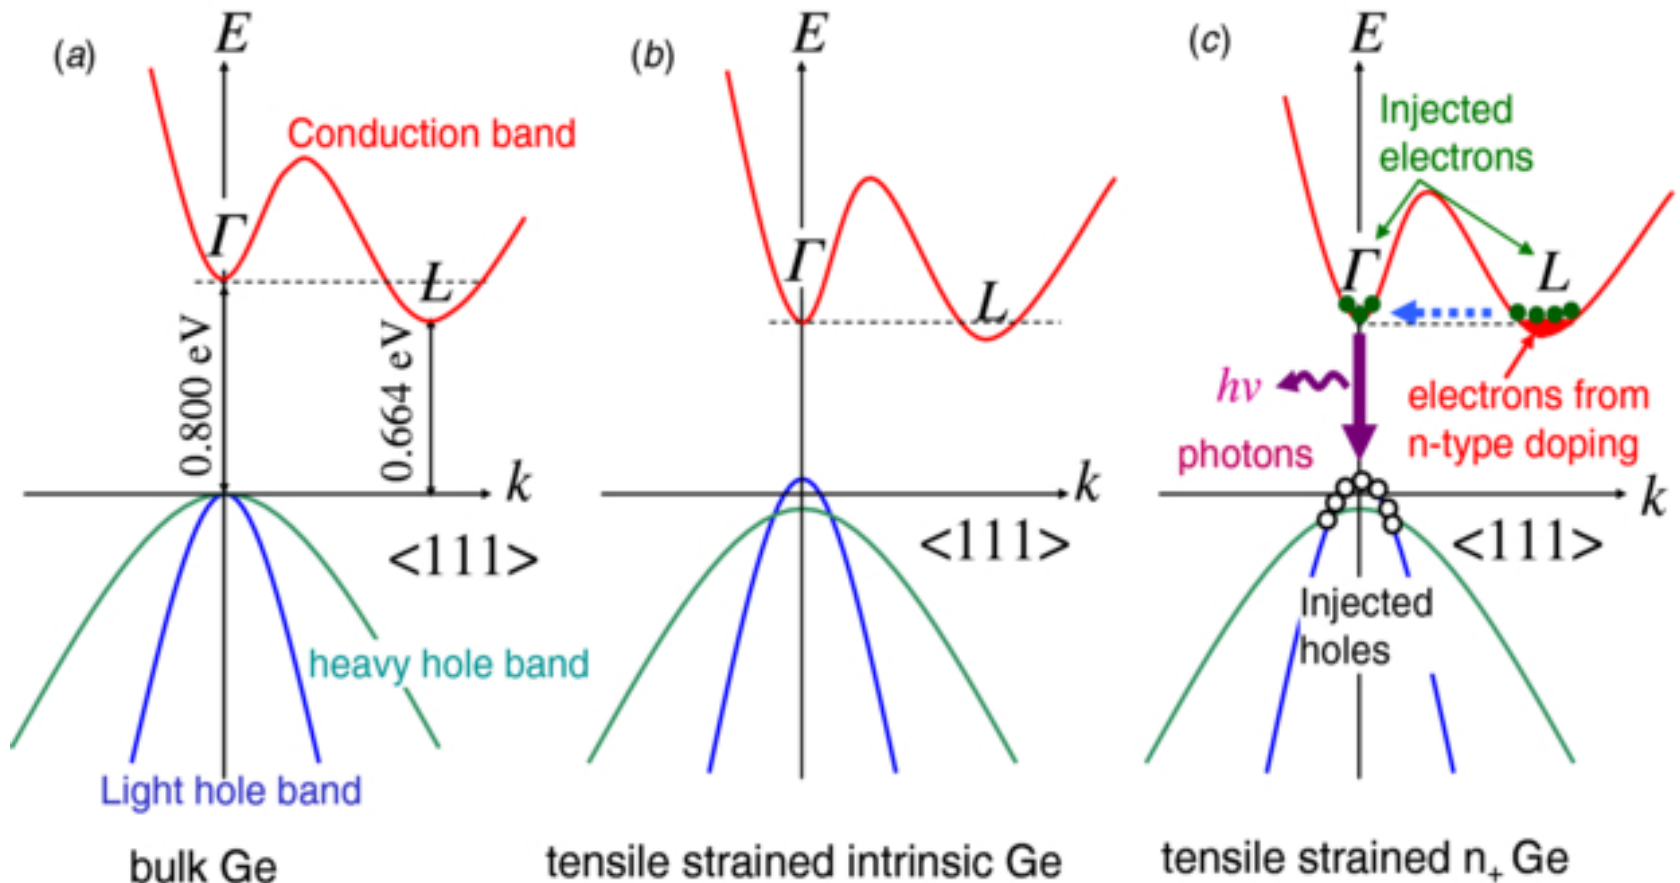 (a)
E
Conduction band
Γ
L
0.800 eV
0.664 eV
k
<111>
heavy hole band
Light hole band
bulk Ge
(b)
E
Γ
L
k
<111>
tensile strained intrinsic Ge
(c)
E
Injected
electrons
Γ
L
hν
photons
electrons from
n-type doping
k
<111>
Injected
holes
tensile strained n+ Ge